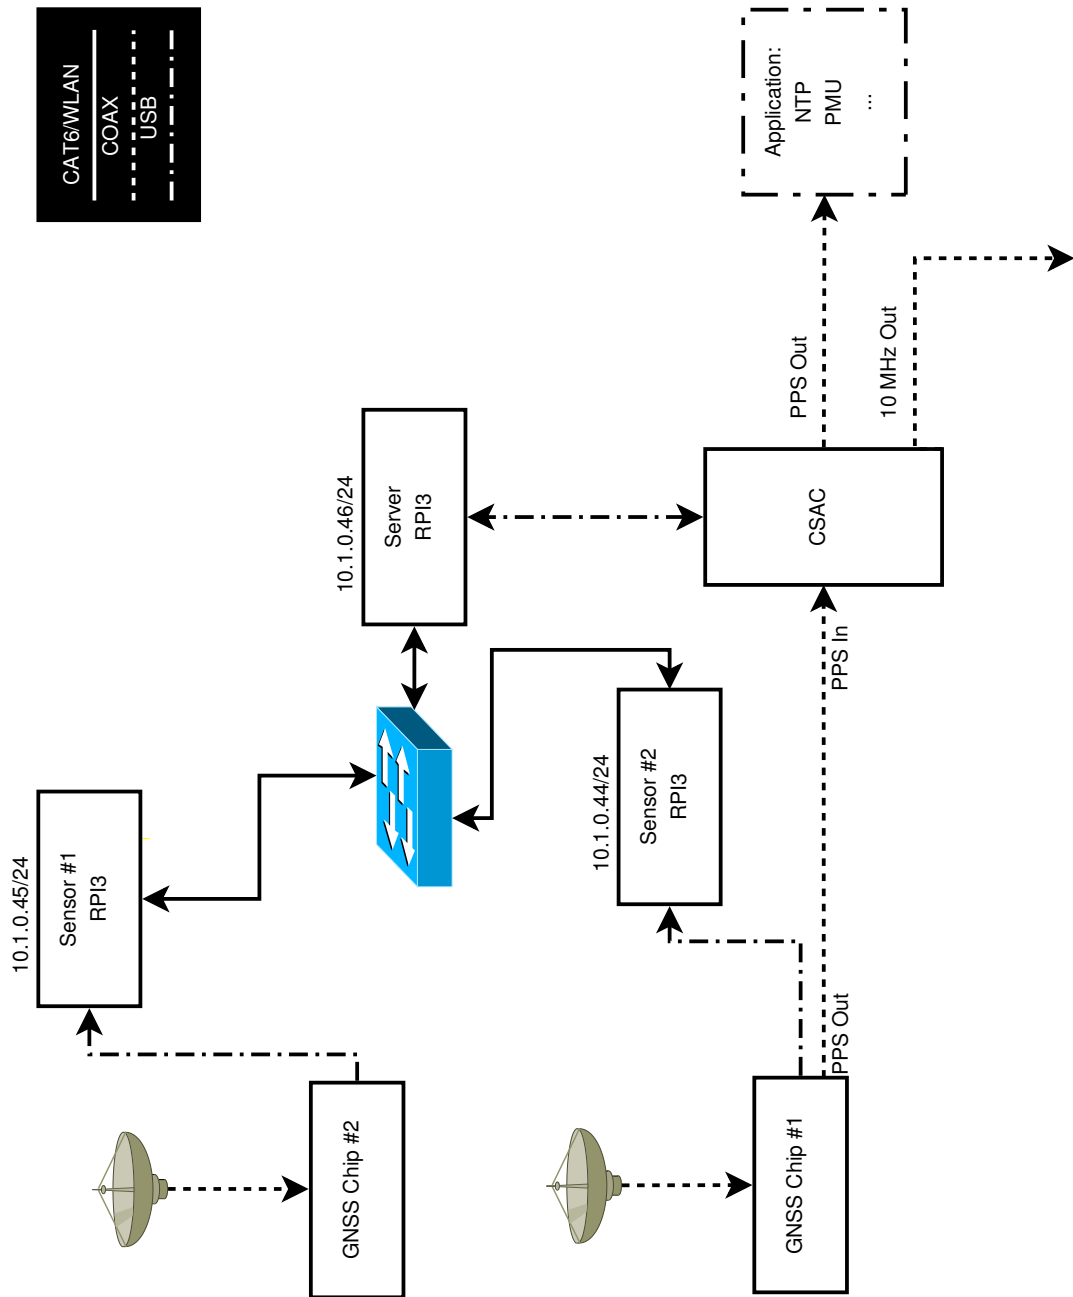 CAT6/WLAN
COAX
USB
Application:
NTP
PMU
...
PPS Out
10 MHz Out
10.1.0.46/24
Server
RPI3
CSAC
PPS In
10.1.0.45/24
Sensor #1
RPI3
10.1.0.44/24
Sensor #2
RPI3
PPS Out
GNSS Chip #2
GNSS Chip #1